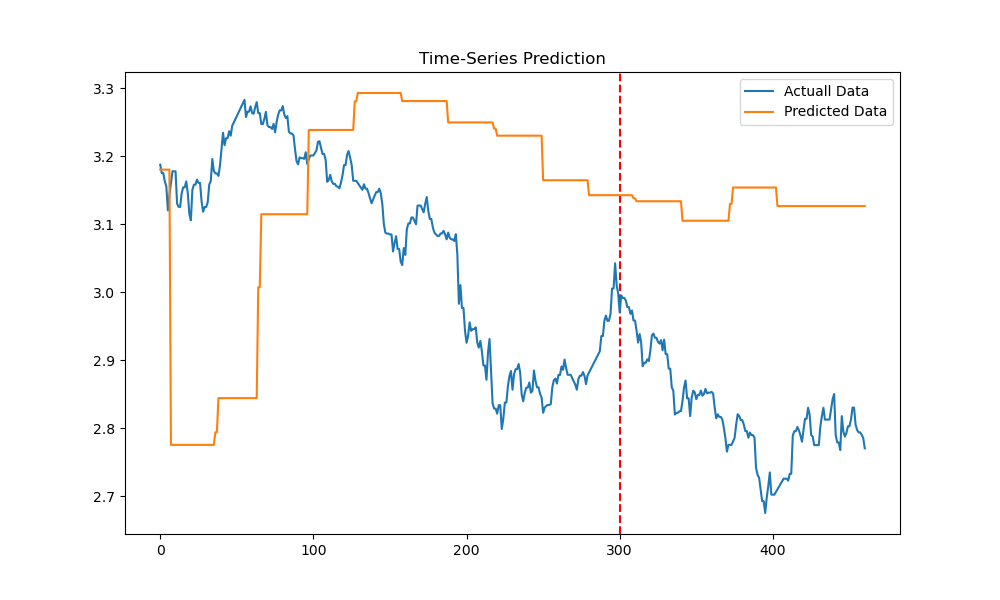 Time-Series Prediction
Actuall Data
Predicted Data
3.3
3.2
3.1
3.0
2.9
2.8
2.7
0 100 200 300 400